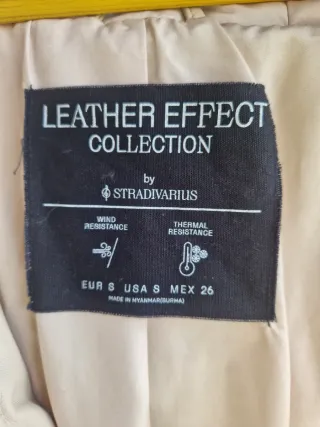 LEATHER EFFECT
COLLECTION
by
STRADIVARIUS
WIND
RESISTANCE
THERMAL
RESISTANCE
EUR S USA S MEX 26
MADE IN MYANMAR(BURMA)